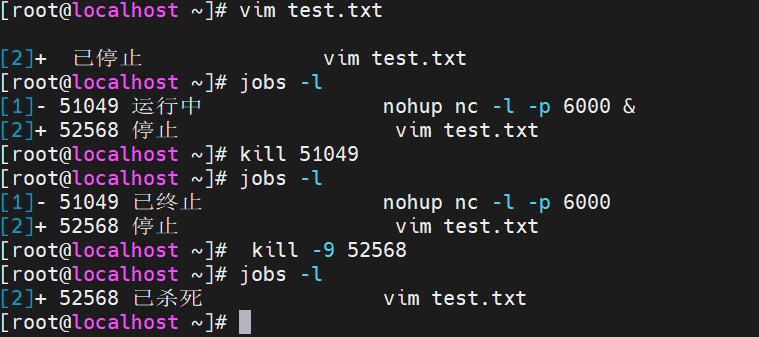 [root@localhost ~]# vim test.txt
[2]+  已停止               vim test.txt
[root@localhost ~]# jobs -l
[1]- 51049 运行中               nohup nc -l -p 6000 &
[2]+ 52568 停止                  vim test.txt
[root@localhost ~]# kill 51049
[root@localhost ~]# jobs -l
[1]- 51049 已终止               nohup nc -l -p 6000
[2]+ 52568 停止                  vim test.txt
[root@localhost ~]#  kill -9 52568
[root@localhost ~]# jobs -l
[2]+ 52568 已杀死               vim test.txt
[root@localhost ~]#